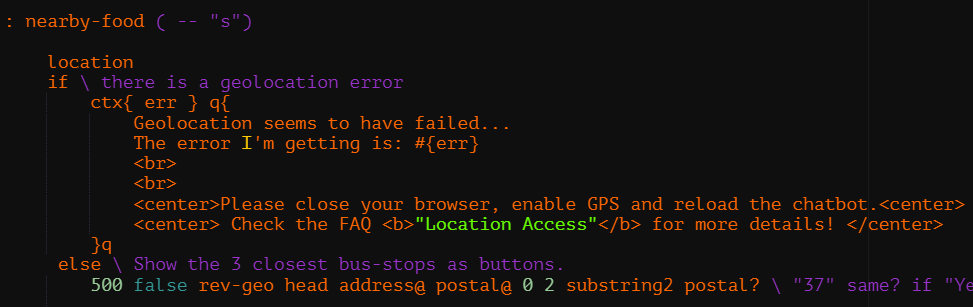 : nearby-food ( -- "s")
location
if \ there is a geolocation error
ctx{ err } q{
Geolocation seems to have failed...
The error I'm getting is: #{err}
<br>
<br>
<center>Please close your browser, enable GPS and reload the chatbot.<center>
<center> Check the FAQ <b>"Location Access"</b> for more details! </center>
}q
else \ Show the 3 closest bus-stops as buttons.
500 false rev-geo head address@ postal@ 0 2 substring2 postal? \ "37" same? if "Ye